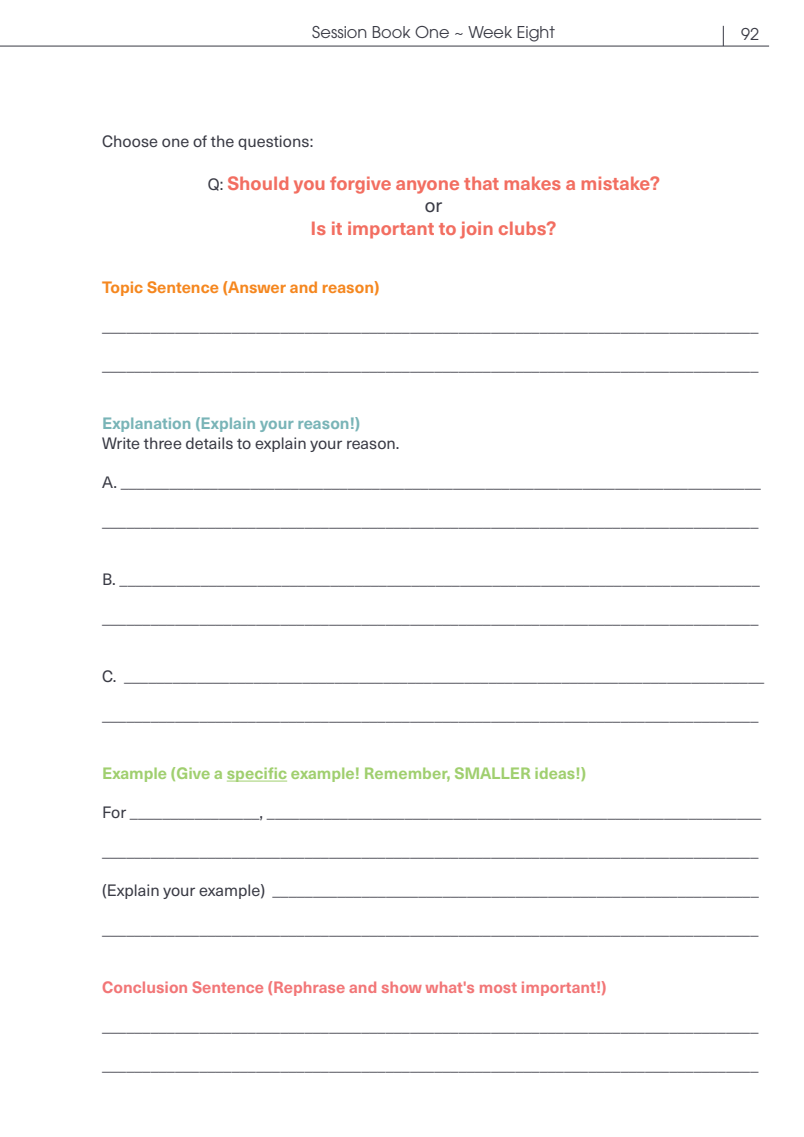 Session Book One ~ Week Eight
92
Choose one of the questions:
Q: Should you forgive anyone that makes a mistake?
or
Is it important to join clubs?
Topic Sentence (Answer and reason)
Explanation (Explain your reason!)
Write three details to explain your reason.
A.
B.
C.
Example (Give a specific example! Remember, SMALLER ideas!)
For ______________, 
(Explain your example)
Conclusion Sentence (Rephrase and show what's most important!)